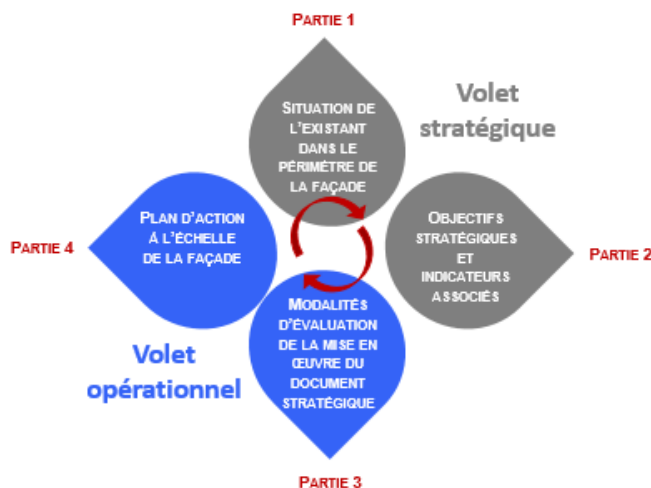 PARTIE 1
SITUATION DE
L'EXISTANT
DANS LE
PÉRIMÈTRE DE
LA FAÇADE
Volet
stratégique
OBJECTIFS
STRATÉGIQUES
ET
INDICATEURS
ASSOCIÉS
PARTIE 2
MODALITÉS
D'ÉVALUATION
DE LA MISE EN
ŒUVRE DU
DOCUMENT
STRATÉGIQUE
PARTIE 3
PLAN D'ACTION
À L'ÉCHELLE
DE LA FAÇADE
PARTIE 4
Volet
opérationnel